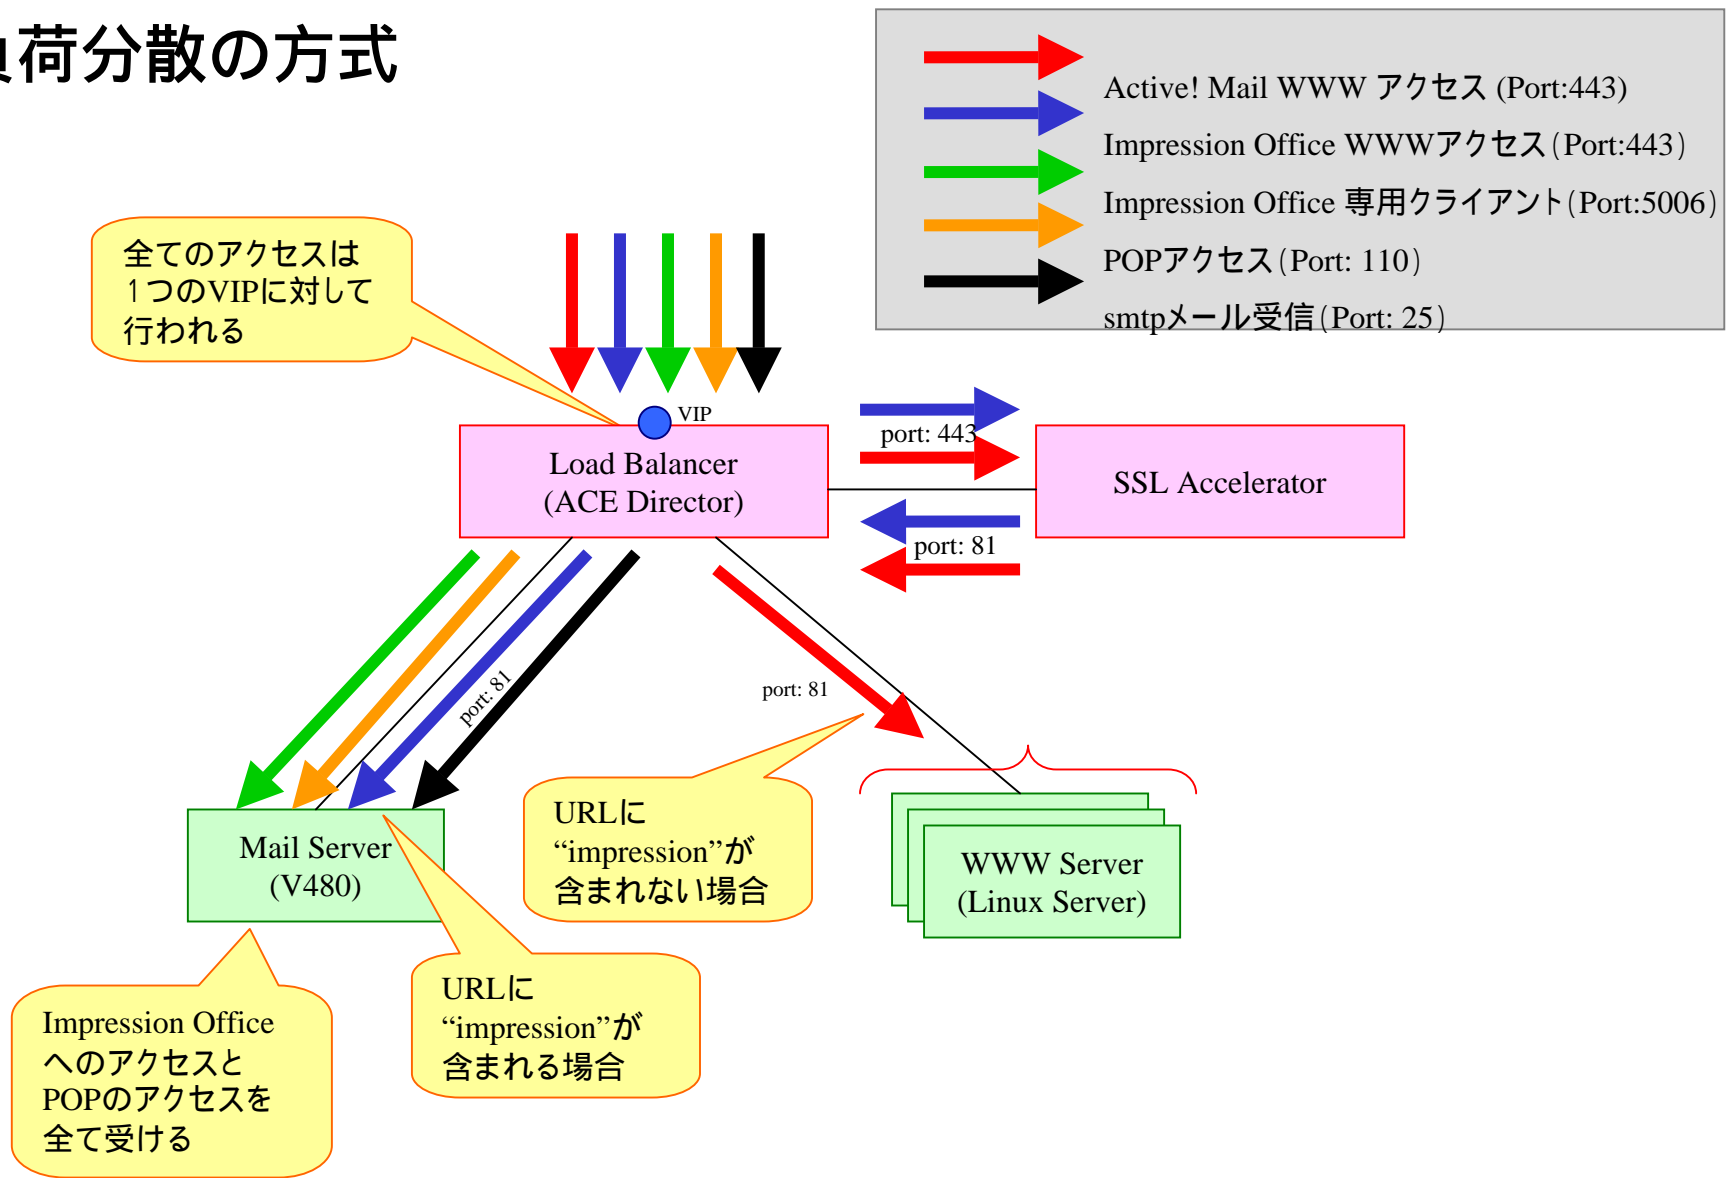 負荷分散の方式
Active! Mail WWW アクセス (Port:443)
Impression Office WWWアクセス(Port:443)
Impression Office 専用クライアント(Port:5006)
POPアクセス(Port: 110)
smtpメール受信(Port: 25)
全てのアクセスは
1つのVIPに対して
行われる
VIP
Load Balancer
(ACE Director)
port: 443
SSL Accelerator
port: 81
port: 81
port: 81
URLに
“impression”が
含まれない場合
Mail Server
(V480)
WWW Server
(Linux Server)
URLに
“impression”が
含まれる場合
Impression Office
へのアクセスと
POPのアクセスを
全て受ける